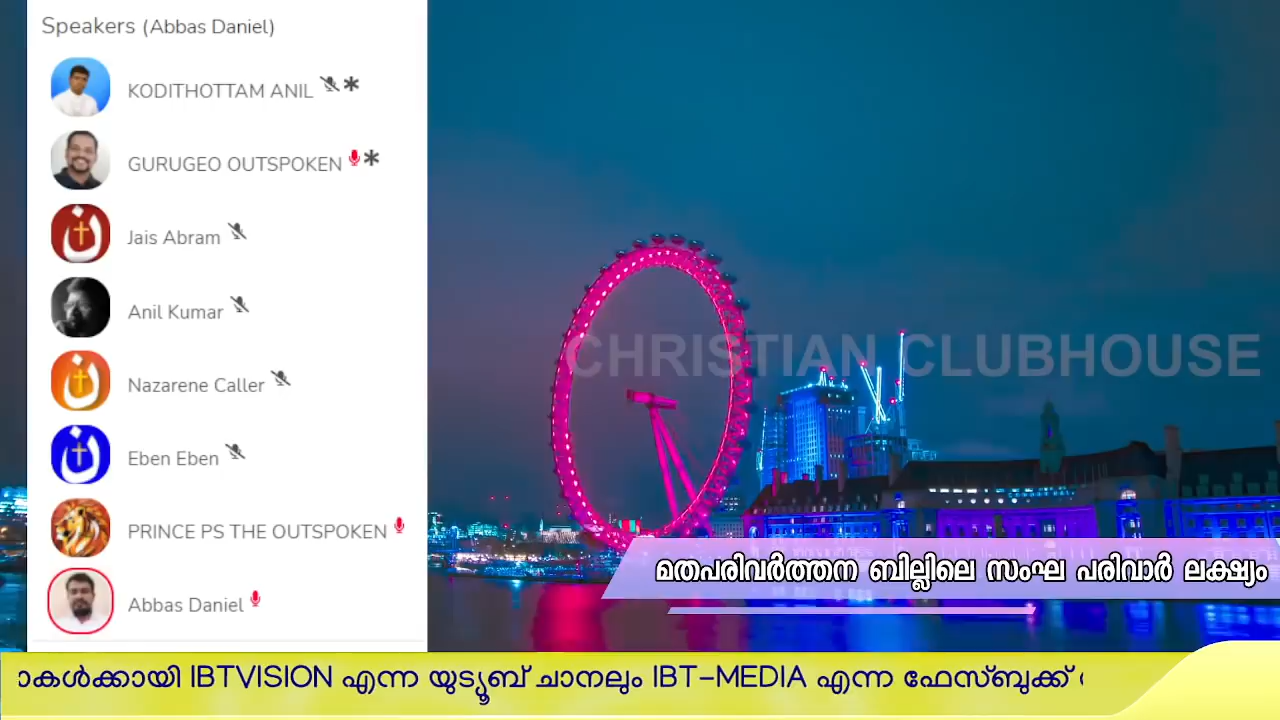 Speakers (Abbas Daniel)
KODITHOTTAM ANIL
GURUGEO OUTSPOKEN
Jais Abram
Anil Kumar
Nazarene Caller
Eben Eben
PRINCE PS THE OUTSPOKEN
Abbas Daniel
CHRISTIAN CLUBHOUSE
മതപരിവർത്തന ബില്ലിലെ സംഘ പരിവാർ ലക്ഷ്യം
IBTVISION എന്ന യുട്യൂബ് ചാനലും IBT-MEDIA എന്ന ഫേസ്ബുക്ക്